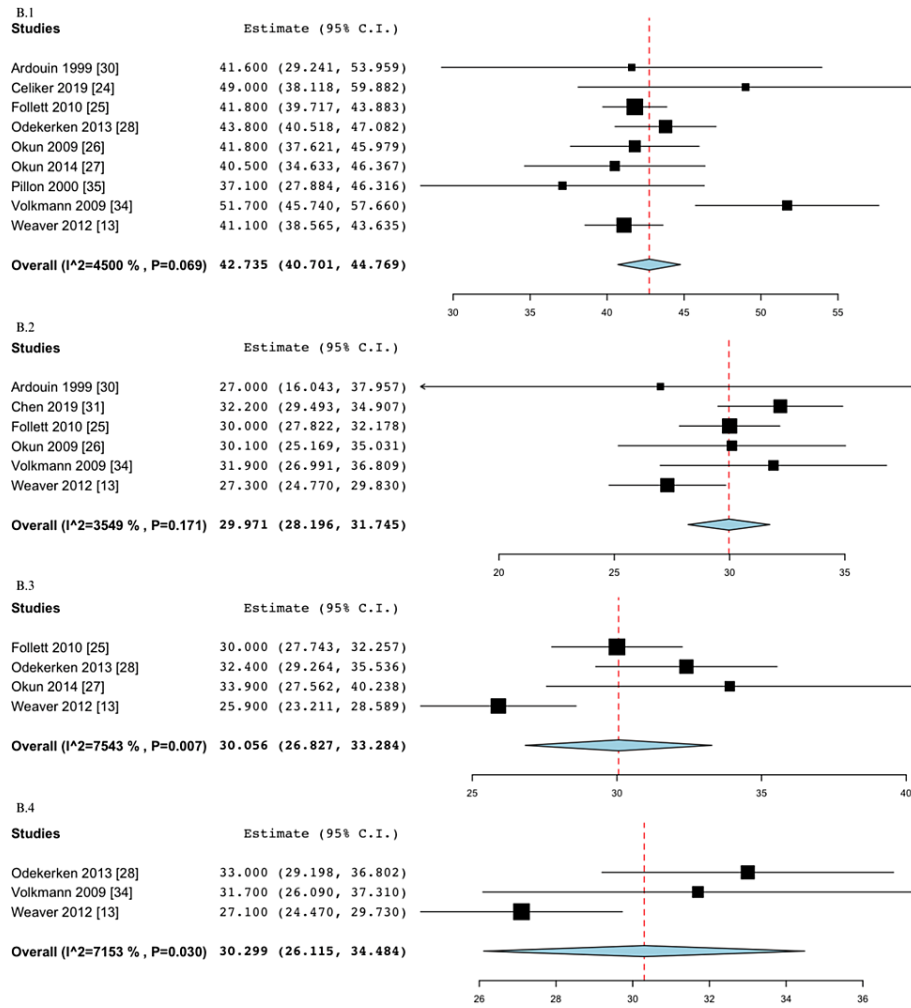 B.1
Studies Estimate (95% C.I.)
Ardouin 1999 [30] 41.600 (29.241, 53.959)
Celiker 2019 [24] 49.000 (38.118, 59.882)
Follett 2010 [25] 41.800 (39.717, 43.883)
Odekerken 2013 [28] 43.800 (40.518, 47.082)
Okun 2009 [26] 41.800 (37.621, 45.979)
Okun 2014 [27] 40.500 (34.633, 46.367)
Pillon 2000 [35] 37.100 (27.884, 46.316)
Volkmann 2009 [34] 51.700 (45.740, 57.660)
Weaver 2012 [13] 41.100 (38.565, 43.635)
Overall (I^2=4500 % , P=0.069) 42.735 (40.701, 44.769)
30 35 40 45 50 55
B.2
Studies Estimate (95% C.I.)
Ardouin 1999 [30] 27.000 (16.043, 37.957)
Chen 2019 [31] 32.200 (29.493, 34.907)
Follett 2010 [25] 30.000 (27.822, 32.178)
Okun 2009 [26] 30.100 (25.169, 35.031)
Volkmann 2009 [34] 31.900 (26.991, 36.809)
Weaver 2012 [13] 27.300 (24.770, 29.830)
Overall (I^2=3549 % , P=0.171) 29.971 (28.196, 31.745)
20 25 30 35
B.3
Studies Estimate (95% C.I.)
Follett 2010 [25] 30.000 (27.743, 32.257)
Odekerken 2013 [28] 32.400 (29.264, 35.536)
Okun 2014 [27] 33.900 (27.562, 40.238)
Weaver 2012 [13] 25.900 (23.211, 28.589)
Overall (I^2=7543 % , P=0.007) 30.056 (26.827, 33.284)
25 30 35 40
B.4
Studies Estimate (95% C.I.)
Odekerken 2013 [28] 33.000 (29.198, 36.802)
Volkmann 2009 [34] 31.700 (26.090, 37.310)
Weaver 2012 [13] 27.100 (24.470, 29.730)
Overall (I^2=7153 % , P=0.030) 30.299 (26.115, 34.484)
26 28 30 32 34 36